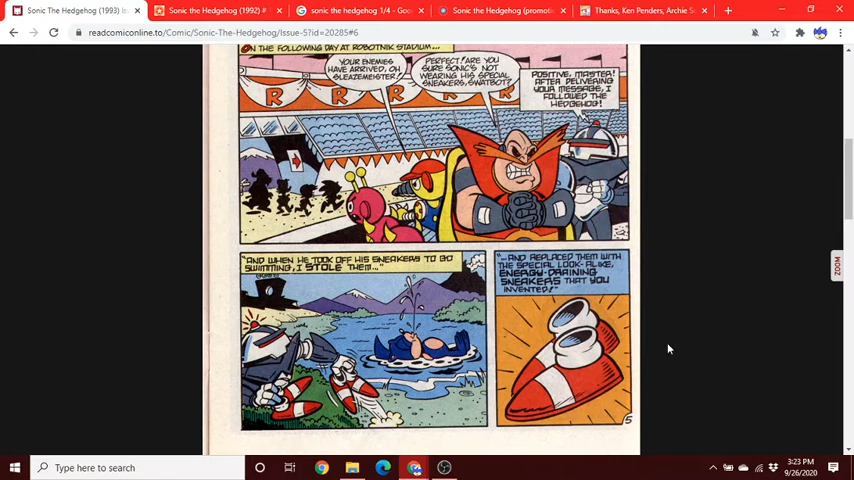 Sonic The Hedgehog (1993) Is
Sonic the Hedgehog (1992) #
sonic the hedgehog 1/4 - Goo
Sonic the Hedgehog (promotio
Thanks, Ken Penders, Archie So
readcomiconline.to/Comic/Sonic-The-Hedgehog/Issue-5?id=20285#6
ON THE FOLLOWING DAY AT ROBOTNIK STADIUM...
YOUR ENEMIES
HAVE ARRIVED, OH
SLEAZEMEISTER!
PERFECT! ARE YOU
SURE SONIC'S NOT
WEARING HIS SPECIAL
SNEAKERS, SWATBOT?
POSITIVE, MASTER!
AFTER DELIVERING
YOUR MESSAGE, I
FOLLOWED THE
HEDGEHOG!
R R R R
"AND WHEN HE TOOK OFF HIS SNEAKERS TO GO
SWIMMING, I STOLE THEM..."
"--AND REPLACED THEM WITH
THE SPECIAL LOOK-ALIKE,
ENERGY-DRAINING
SNEAKERS THAT YOU
INVENTED!"
5
ZOOM
Type here to search
3:23 PM
9/26/2020